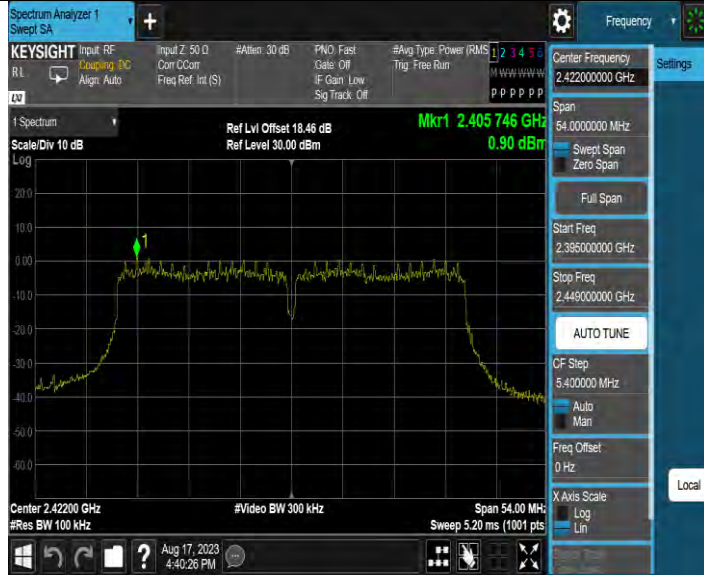 Spectrum Analyzer 1
Swept SA
+
Frequency
KEYSIGHT
RL
LXI
Input: RF
Coupling: DC
Align: Auto
Input Z: 50 Ω
Corr CCorr
Freq Ref: Int (S)
#Atten: 30 dB
PNO: Fast
Gate: Off
IF Gain: Low
Sig Track: Off
#Avg Type: Power (RMS
Trig: Free Run
1 2 3 4 5 6
M W W W W W
P P P P P P
Center Frequency
2.422000000 GHz
Settings
Span
54.0000000 MHz
Swept Span
Zero Span
Full Span
Start Freq
2.395000000 GHz
Stop Freq
2.449000000 GHz
AUTO TUNE
CF Step
5.400000 MHz
Auto
Man
Freq Offset
0 Hz
X Axis Scale
Log
Lin
Local
1 Spectrum
Scale/Div 10 dB
Log
Ref Lvl Offset 18.46 dB
Ref Level 30.00 dBm
Mkr1 2.405 746 GHz
0.90 dBm
20.0
10.0
0.00
-10.0
-20.0
-30.0
-40.0
-50.0
-60.0
1
Center 2.42200 GHz
#Res BW 100 kHz
#Video BW 300 kHz
Span 54.00 MHz
Sweep 5.20 ms (1001 pts
?
Aug 17, 2023
4:40:26 PM